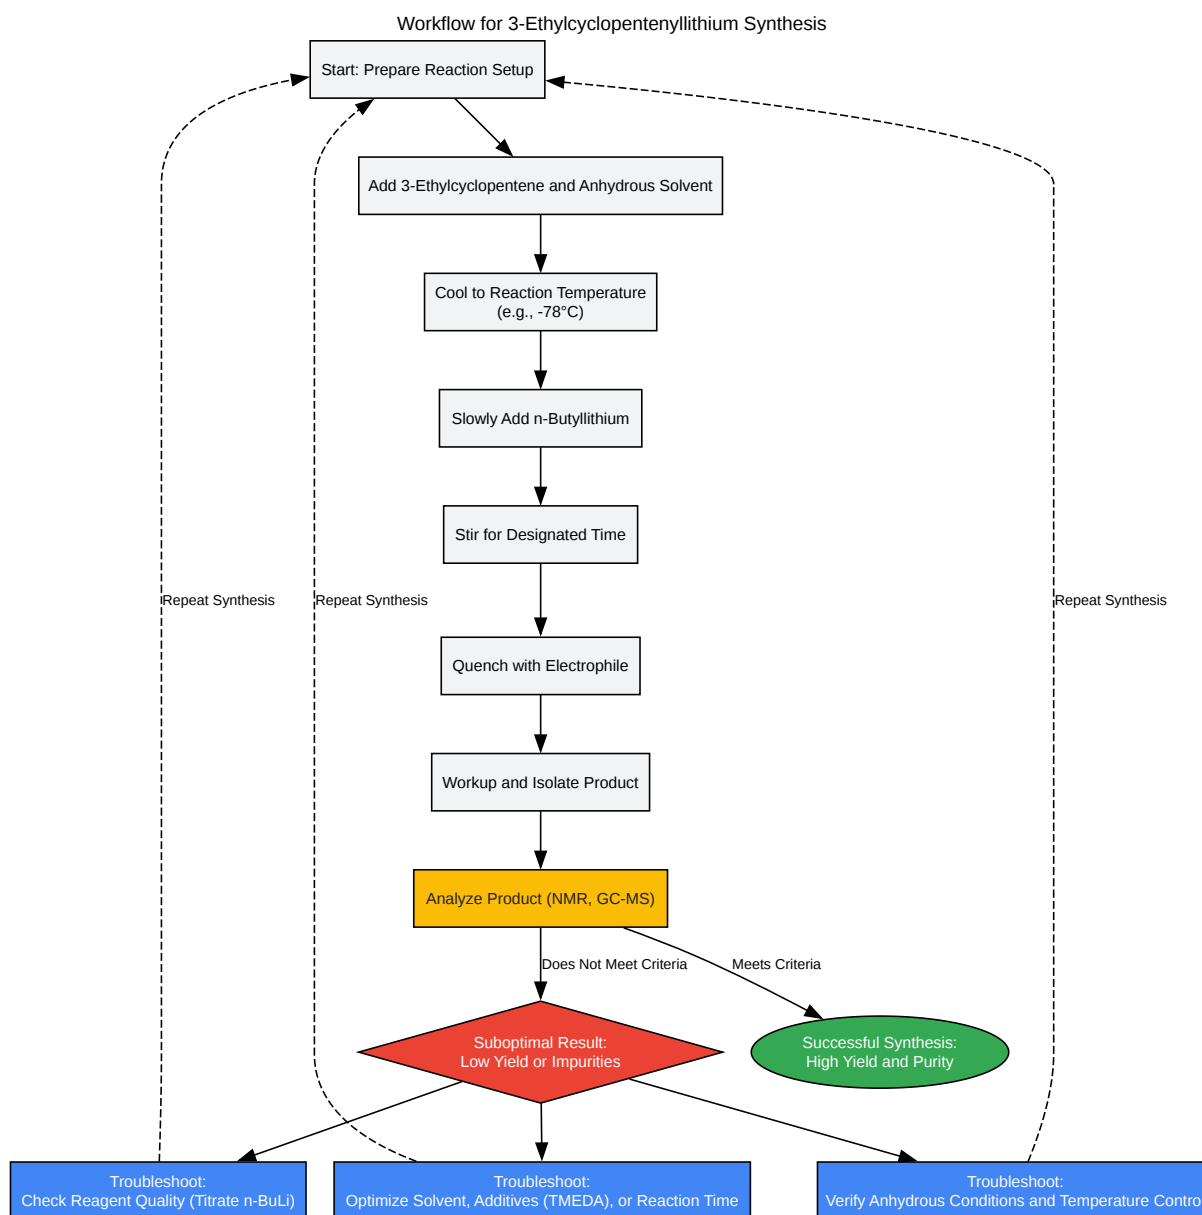 Workflow for 3-Ethylcyclopentenyllithium Synthesis
Start: Prepare Reaction Setup
Add 3-Ethylcyclopentene and Anhydrous Solvent
Cool to Reaction Temperature
(e.g., -78°C)
Slowly Add n-Butyllithium
Stir for Designated Time
Repeat Synthesis
Repeat Synthesis
Repeat Synthesis
Quench with Electrophile
Workup and Isolate Product
Analyze Product (NMR, GC-MS)
Does Not Meet Criteria
Meets Criteria
Suboptimal Result:
Low Yield or Impurities
Successful Synthesis:
High Yield and Purity
Troubleshoot:
Check Reagent Quality (Titrate n-BuLi)
Troubleshoot:
Optimize Solvent, Additives (TMEDA), or Reaction Time
Troubleshoot:
Verify Anhydrous Conditions and Temperature Control